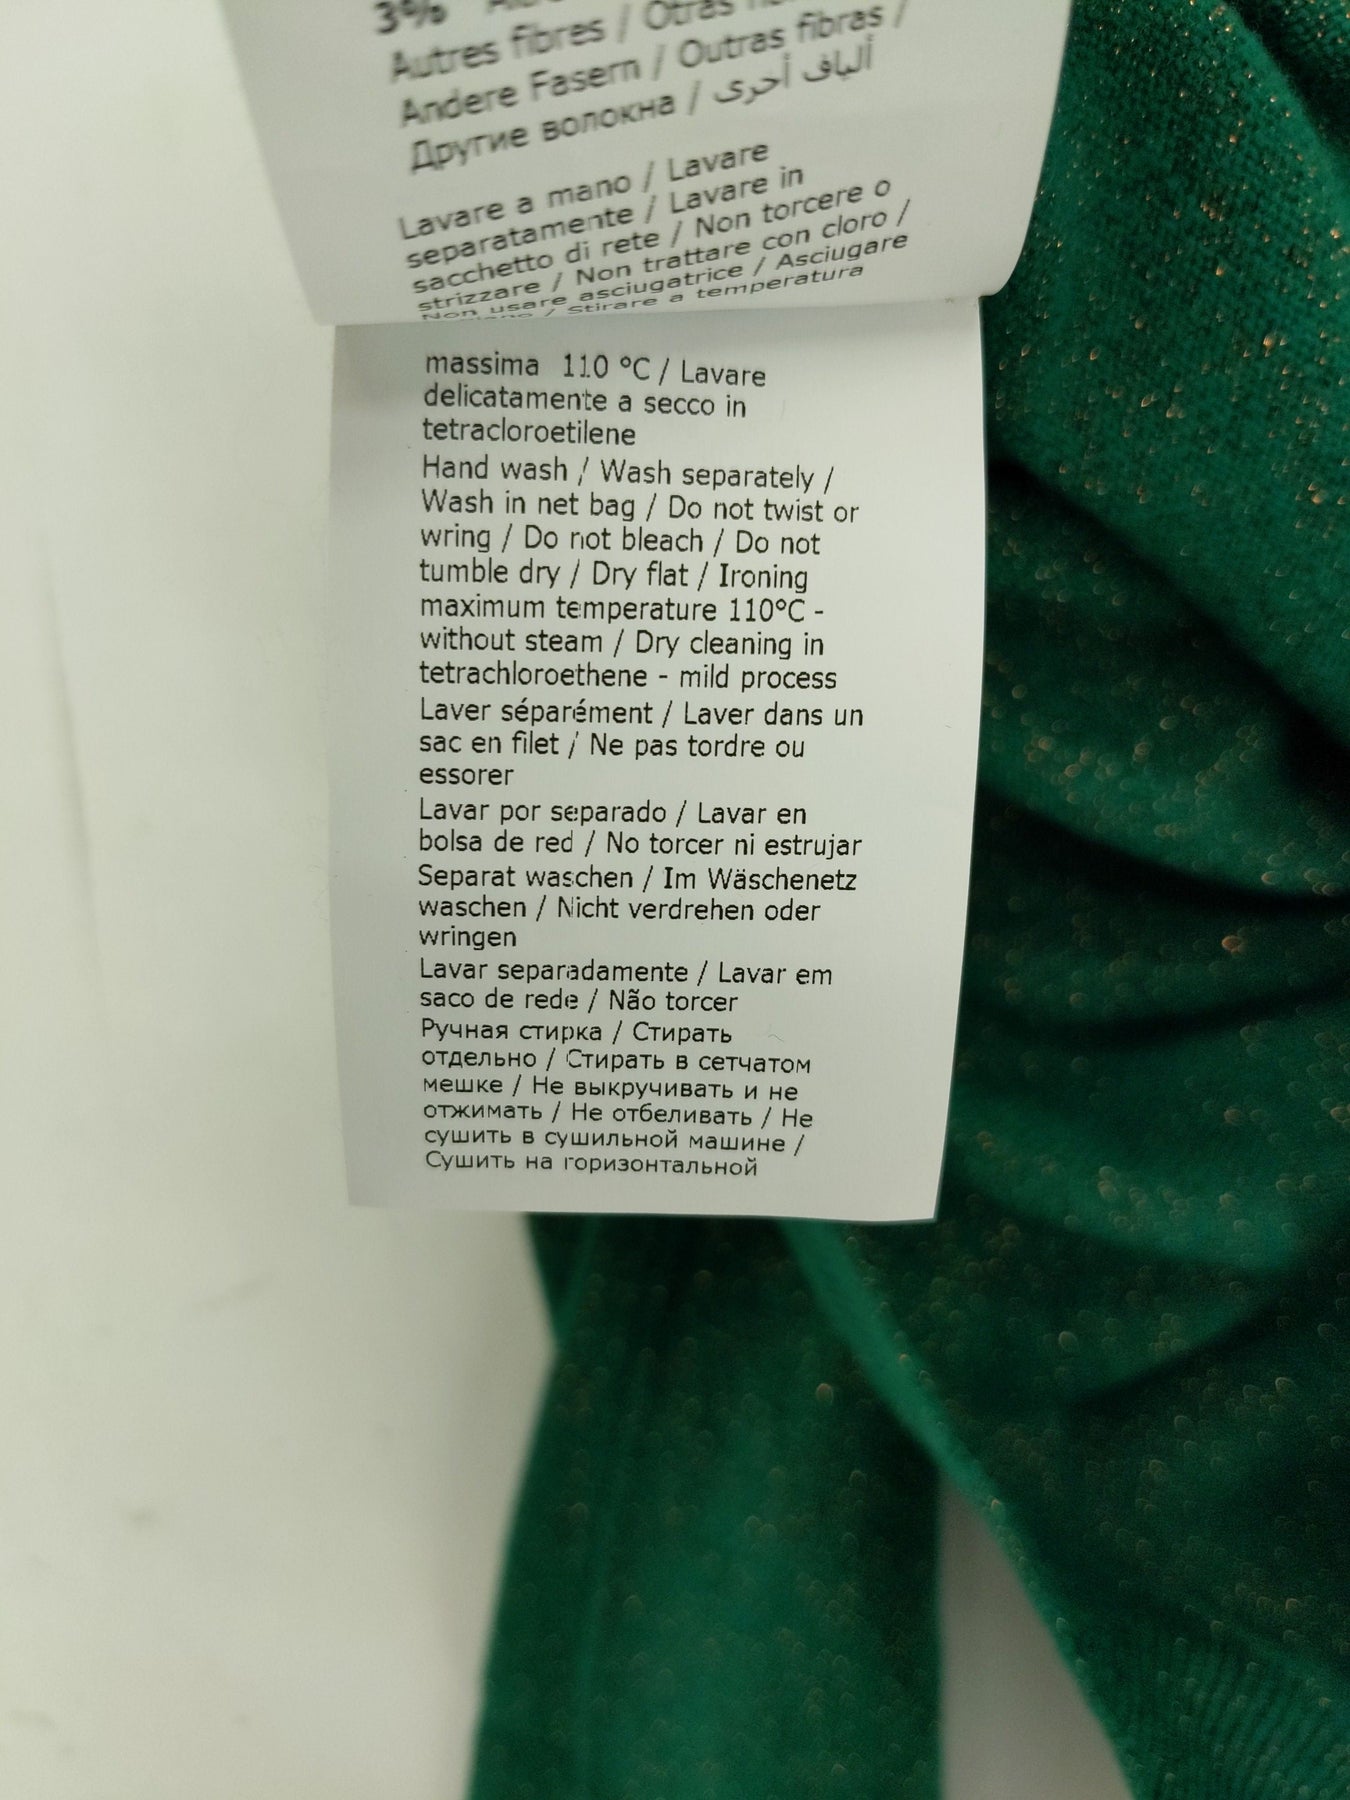 3%
Autres fibres / Otras
Andere Fasern / Outras fibras /
Другие волокна / ألياف أخرى
Lavare a mano / Lavare
separatamente / Lavare in
sacchetto di rete / Non torcere o
strizzare / Non trattare con cloro /
Non usare asciugatrice / Asciugare
/ Stirare a temperatura
massima 110 °C / Lavare
delicatamente a secco in
tetracloroetilene
Hand wash / Wash separately /
Wash in net bag / Do not twist or
wring / Do not bleach / Do not
tumble dry / Dry flat / Ironing
maximum temperature 110°C -
without steam / Dry cleaning in
tetrachloroethene - mild process
Laver séparément / Laver dans un
sac en filet / Ne pas tordre ou
essorer
Lavar por separado / Lavar en
bolsa de red / No torcer ni estrujar
Separat waschen / Im Wäschenetz
waschen / Nicht verdrehen oder
wringen
Lavar separadamente / Lavar em
saco de rede / Não torcer
Ручная стирка / Стирать
отдельно / Стирать в сетчатом
мешке / Не выкручивать и не
отжимать / Не отбеливать / Не
сушить в сушильной машине /
Сушить на горизонтальной